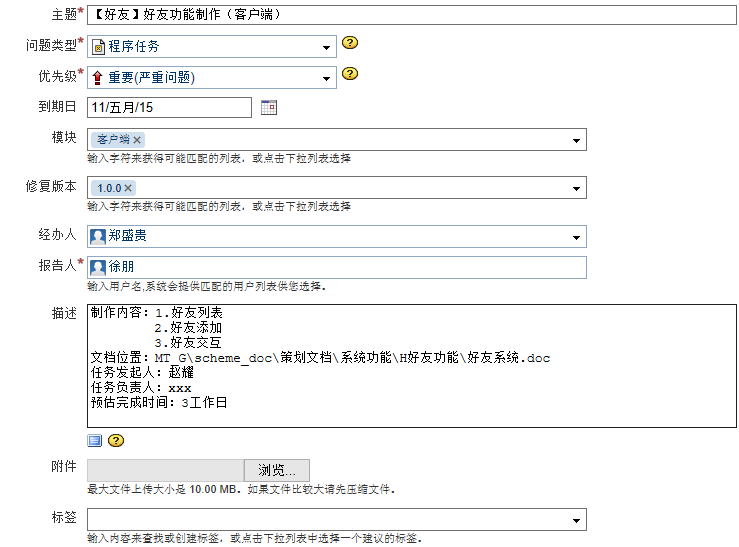 主题* 【好友】好友功能制作（客户端）
问题类型* 程序任务 ?
优先级* 重要(严重问题) ?
到期日 11/五月/15
模块 客户端 ×
输入字符来获得可能匹配的列表，或点击下拉列表选择
修复版本 1.0.0 ×
输入字符来获得可能匹配的列表，或点击下拉列表选择
经办人 郑盛贵
报告人* 徐朋
输入用户名,系统会提供匹配的用户列表供您选择。
描述 制作内容：1.好友列表
2.好友添加
3.好友交互
文档位置：MT G\scheme_doc\策划文档\系统功能\H好友功能\好友系统.doc
任务发起人：赵耀
任务负责人：xxx
预估完成时间：3工作日
?
附件 浏览...
最大文件上传大小是 10.00 MB。如果文件比较大请先压缩文件。
标签
输入内容来查找或创建标签，或点击下拉列表中选择一个建议的标签。